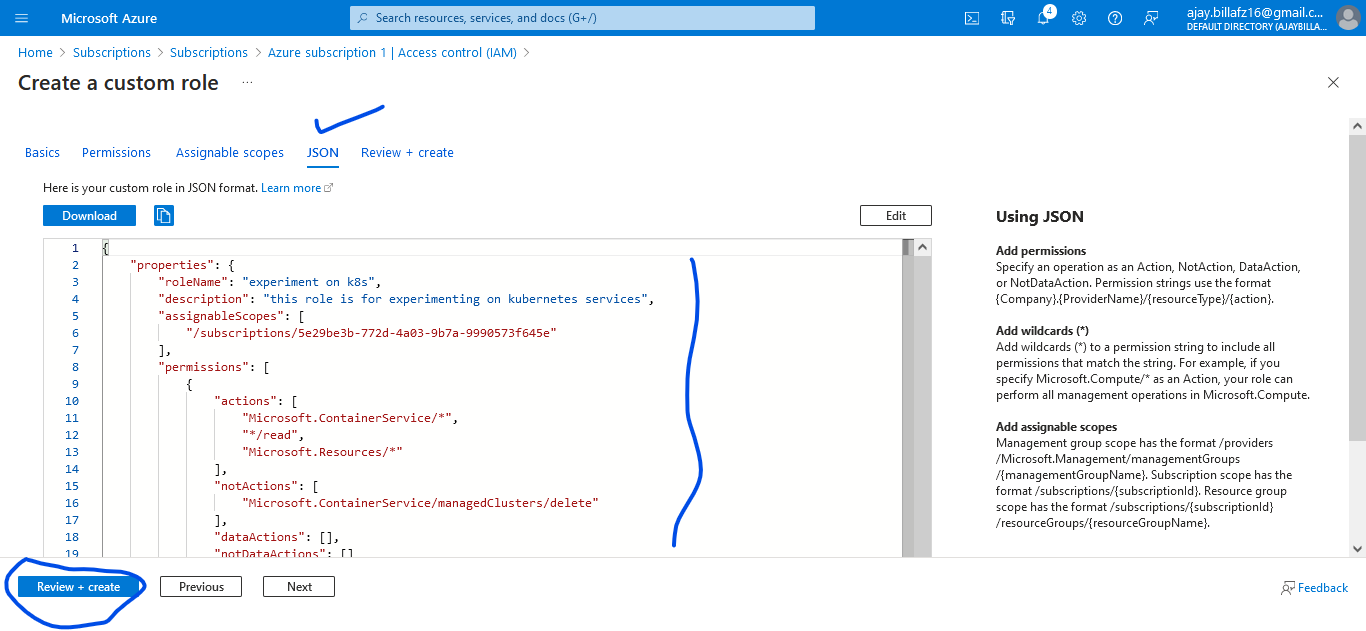 Microsoft Azure
Search resources, services, and docs (G+/)
4
ajay.billafz16@gmail.c...
DEFAULT DIRECTORY (AJAYBILLA...
Home > Subscriptions > Subscriptions > Azure subscription 1 | Access control (IAM) >
Create a custom role ...
Basics Permissions Assignable scopes JSON Review + create
Here is your custom role in JSON format. Learn more
Download
Edit
1 {
2 "properties": {
3 "roleName": "experiment on k8s",
4 "description": "this role is for experimenting on kubernetes services",
5 "assignableScopes": [
6 "/subscriptions/5e29be3b-772d-4a03-9b7a-9990573f645e"
7 ],
8 "permissions": [
9 {
10 "actions": [
11 "Microsoft.ContainerService/*",
12 "*/read",
13 "Microsoft.Resources/*"
14 ],
15 "notActions": [
16 "Microsoft.ContainerService/managedClusters/delete"
17 ],
18 "dataActions": [],
19 "notDataActions": []
Using JSON
Add permissions
Specify an operation as an Action, NotAction, DataAction,
or NotDataAction. Permission strings use the format
{Company}.{ProviderName}/{resourceType}/{action}.
Add wildcards (*)
Add wildcards (*) to a permission string to include all
permissions that match the string. For example, if you
specify Microsoft.Compute/* as an Action, your role can
perform all management operations in Microsoft.Compute.
Add assignable scopes
Management group scope has the format /providers
/Microsoft.Management/managementGroups
/{managementGroupName}. Subscription scope has the
format /subscriptions/{subscriptionId}. Resource group
scope has the format /subscriptions/{subscriptionId}
/resourceGroups/{resourceGroupName}.
Review + create
Previous
Next
Feedback